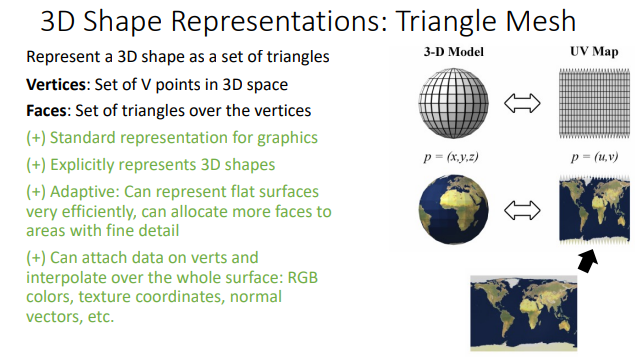 3D Shape Representations: Triangle Mesh
Represent a 3D shape as a set of triangles
Vertices: Set of V points in 3D space
Faces: Set of triangles over the vertices
(+) Standard representation for graphics
(+) Explicitly represents 3D shapes
(+) Adaptive: Can represent flat surfaces
very efficiently, can allocate more faces to
areas with fine detail
(+) Can attach data on verts and
interpolate over the whole surface: RGB
colors, texture coordinates, normal
vectors, etc.
3-D Model
UV Map
p = (x,y,z)
p = (u,v)